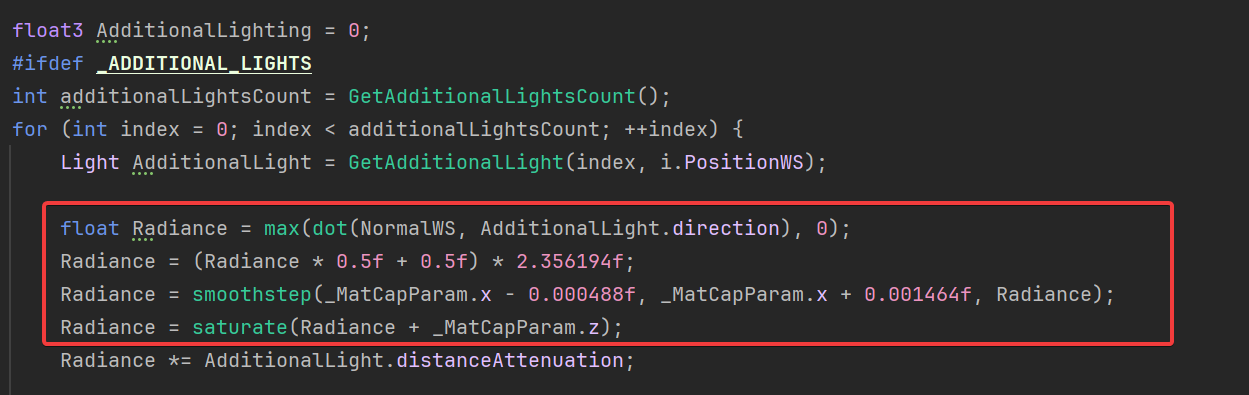 float3 AdditionalLighting = 0;
#ifdef _ADDITIONAL_LIGHTS
int additionalLightsCount = GetAdditionalLightsCount();
for (int index = 0; index < additionalLightsCount; ++index) {
    Light AdditionalLight = GetAdditionalLight(index, i.PositionWS);
    float Radiance = max(dot(NormalWS, AdditionalLight.direction), 0);
    Radiance = (Radiance * 0.5f + 0.5f) * 2.356194f;
    Radiance = smoothstep(_MatCapParam.x - 0.000488f, _MatCapParam.x + 0.001464f, Radiance);
    Radiance = saturate(Radiance + _MatCapParam.z);
    Radiance *= AdditionalLight.distanceAttenuation;